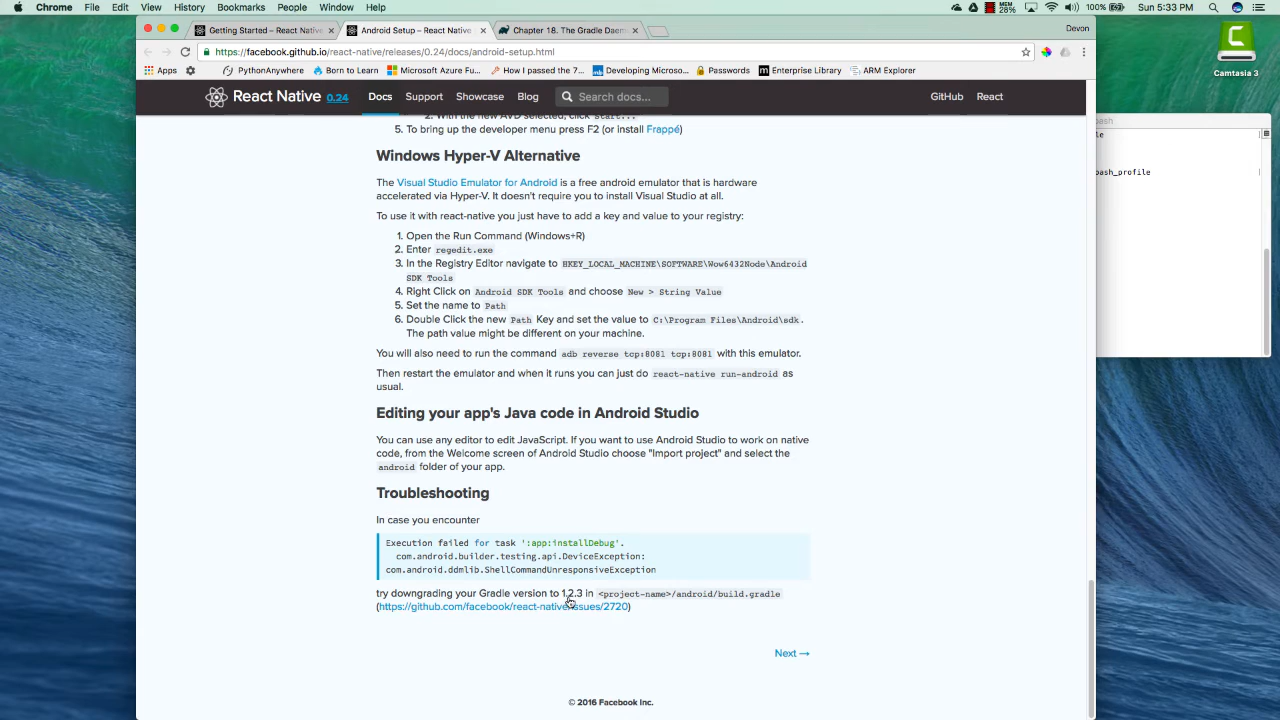 Chrome File Edit View History Bookmarks People Window Help
MEM 28% 100% Sun 5:33 PM
Getting Started – React Native
Android Setup – React Native
Chapter 18. The Gradle Daem
Devon
https://facebook.github.io/react-native/releases/0.24/docs/android-setup.html
Apps PythonAnywhere Born to Learn Microsoft Azure Fu... How I passed the 7... Developing Microso... Passwords Enterprise Library ARM Explorer
React Native 0.24 Docs Support Showcase Blog Search docs... GitHub React
2. With the new AVD selected, click start...
5. To bring up the developer menu press F2 (or install Frappé)
Windows Hyper-V Alternative
The Visual Studio Emulator for Android is a free android emulator that is hardware
accelerated via Hyper-V. It doesn't require you to install Visual Studio at all.
To use it with react-native you just have to add a key and value to your registry:
1. Open the Run Command (Windows+R)
2. Enter regedit.exe
3. In the Registry Editor navigate to HKEY_LOCAL_MACHINE\SOFTWARE\Wow6432Node\Android
SDK Tools
4. Right Click on Android SDK Tools and choose New > String Value
5. Set the name to Path
6. Double Click the new Path Key and set the value to C:\Program Files\Android\sdk.
The path value might be different on your machine.
You will also need to run the command adb reverse tcp:8081 tcp:8081 with this emulator.
Then restart the emulator and when it runs you can just do react-native run-android as
usual.
Editing your app's Java code in Android Studio
You can use any editor to edit JavaScript. If you want to use Android Studio to work on native
code, from the Welcome screen of Android Studio choose "Import project" and select the
android folder of your app.
Troubleshooting
In case you encounter
Execution failed for task ':app:installDebug'.
com.android.builder.testing.api.DeviceException:
com.android.ddmlib.ShellCommandUnresponsiveException
try downgrading your Gradle version to 1.2.3 in <project-name>/android/build.gradle
(https://github.com/facebook/react-native/issues/2720)
Next →
© 2016 Facebook Inc.
Camtasia 3
bash
le
bash_profile